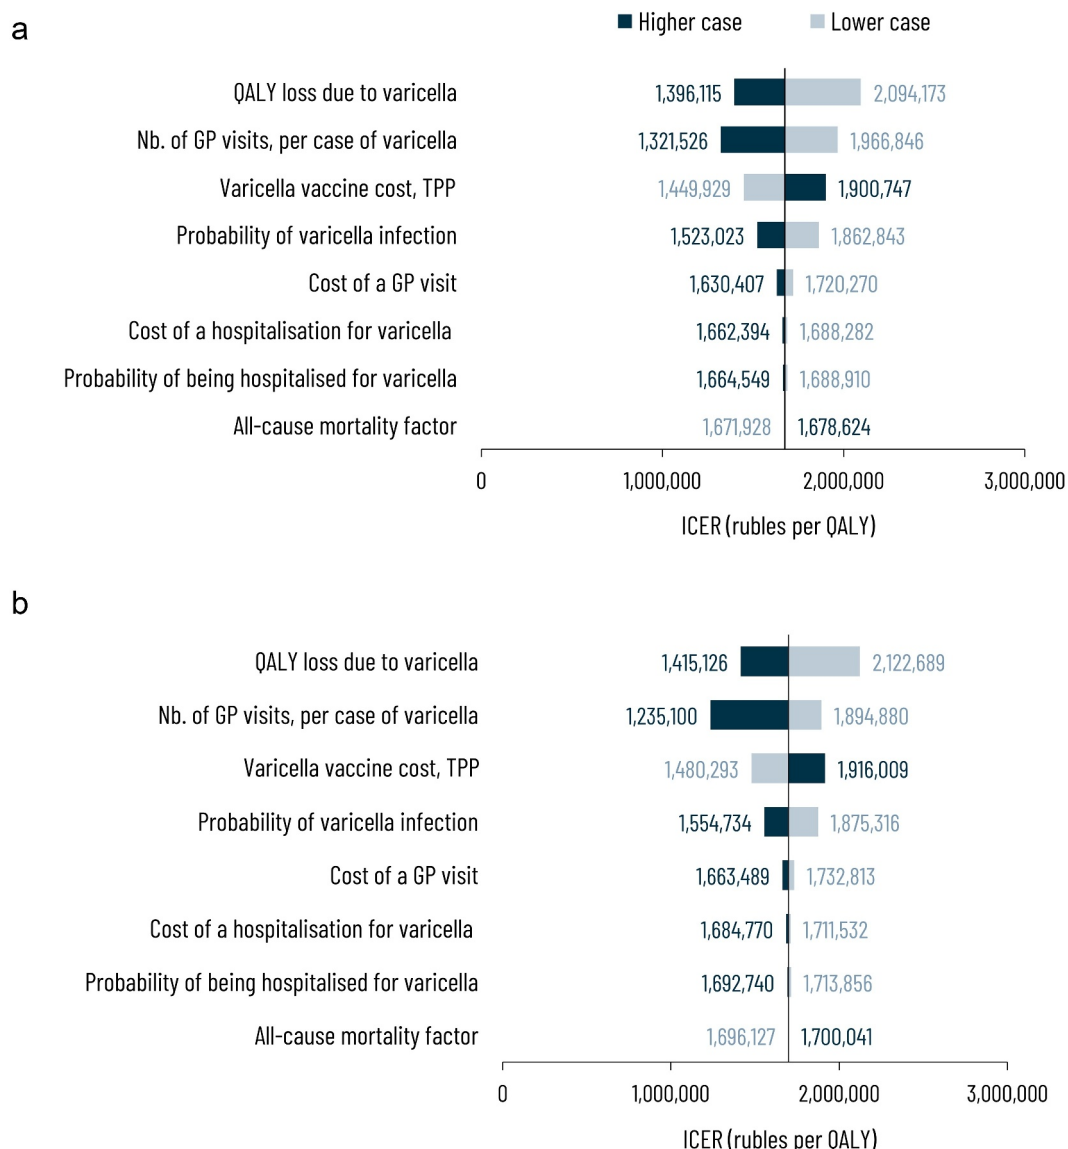 a
Higher case Lower case
QALY loss due to varicella 1,396,115 2,094,173
Nb. of GP visits, per case of varicella 1,321,526 1,966,846
Varicella vaccine cost, TPP 1,449,929 1,900,747
Probability of varicella infection 1,523,023 1,862,843
Cost of a GP visit 1,630,407 1,720,270
Cost of a hospitalisation for varicella 1,662,394 1,688,282
Probability of being hospitalised for varicella 1,664,549 1,688,910
All-cause mortality factor 1,671,928 1,678,624
0 1,000,000 2,000,000 3,000,000
ICER (rubles per QALY)
b
QALY loss due to varicella 1,415,126 2,122,689
Nb. of GP visits, per case of varicella 1,235,100 1,894,880
Varicella vaccine cost, TPP 1,480,293 1,916,009
Probability of varicella infection 1,554,734 1,875,316
Cost of a GP visit 1,663,489 1,732,813
Cost of a hospitalisation for varicella 1,684,770 1,711,532
Probability of being hospitalised for varicella 1,692,740 1,713,856
All-cause mortality factor 1,696,127 1,700,041
0 1,000,000 2,000,000 3,000,000
ICER (rubles per QALY)